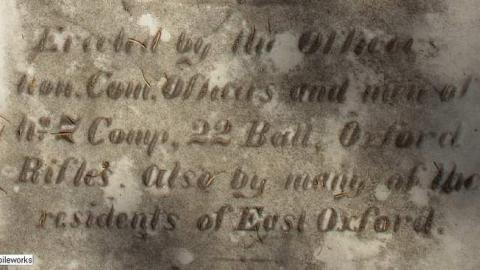 Erected by the Officers
Non. Com. Officers and men of
No. 2 Comp. 22 Batt. Oxford
Rifles. also by many of the
residents of East Oxford.
bileworks